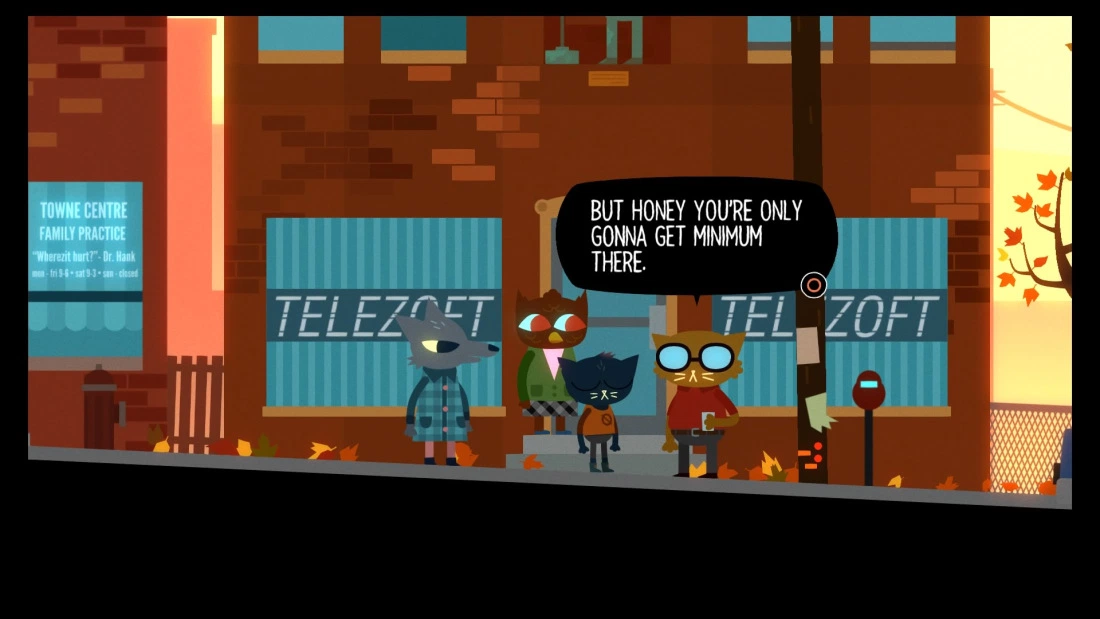 TOWNE CENTRE
FAMILY PRACTICE
"Wherezit hurt?"- Dr. Hank
mon - fri 9-6 • sat 9-3 • sun - closed
BUT HONEY YOU'RE ONLY
GONNA GET MINIMUM
THERE.
TELEZOFT
TELEZOFT